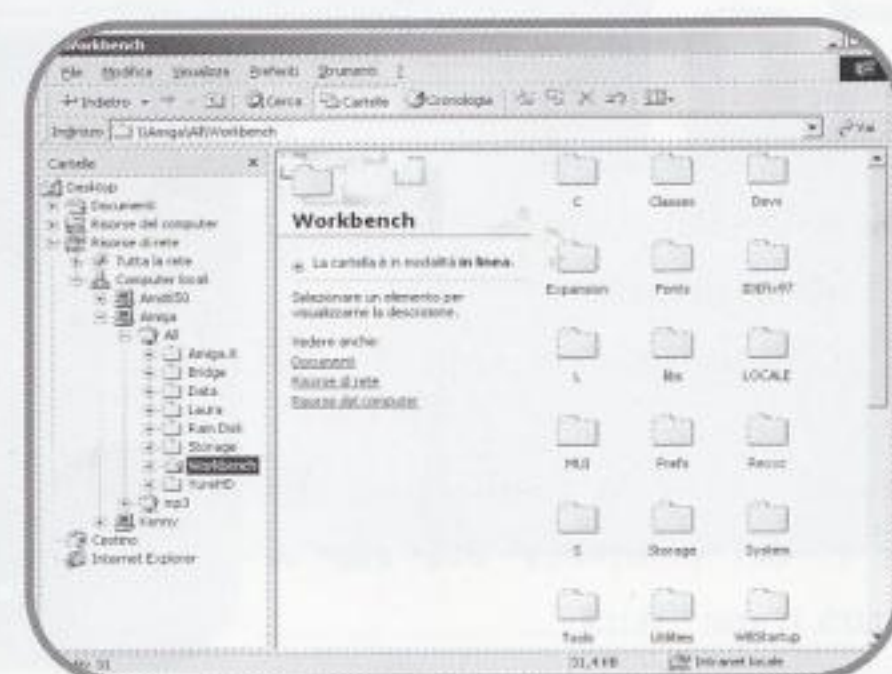 Workbench
File Modifica Visualizza Preferiti Strumenti ?
Indietro Cerca Cartelle Cronologia
Indirizzo \\Amiga\All\Workbench Vai
Cartelle x
Desktop
Documenti
Risorse del computer
Risorse di rete
Tutta la rete
Computer locali
Amiga
All
Amiga.X
Bridge
Data
Laura
Ram Disk
Storage
Workbench
YureHD
mp3
Kenny
Cestino
Internet Explorer
Workbench
La cartella è in modalità in linea.
Selezionare un elemento per
visualizzarne la descrizione.
Vedere anche:
Documenti
Risorse di rete
Risorse del computer
C Classes Devs
Expansion Fonts
L libs LOCALE
MUI Prefs
S Storage System
Tools Utilities WBStartup
31 31,4 KB Intranet locale